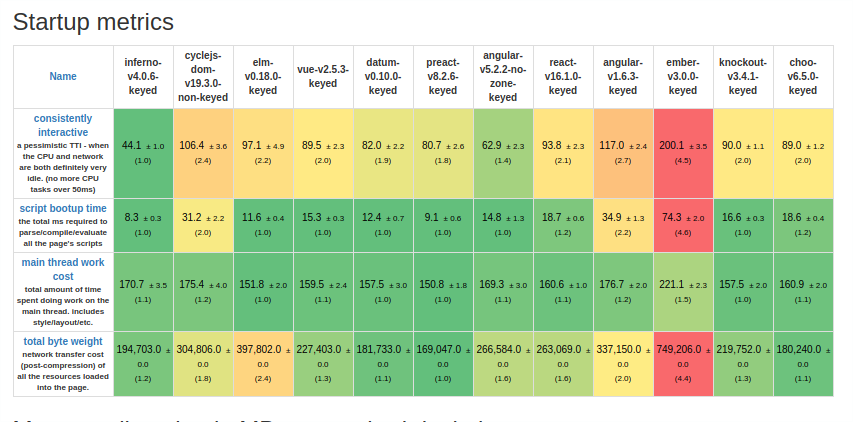 Startup metrics
Name
inferno-
v4.0.6-
keyed
cyclejs-
dom-
v19.3.0-
non-keyed
elm-
v0.18.0-
keyed
vue-v2.5.3-
keyed
datum-
v0.10.0-
keyed
preact-
v8.2.6-
keyed
angular-
v5.2.2-no-
zone-
keyed
react-
v16.1.0-
keyed
angular-
v1.6.3-
keyed
ember-
v3.0.0-
keyed
knockout-
v3.4.1-
keyed
choo-
v6.5.0-
keyed
consistently
interactive
a pessimistic TTI - when
the CPU and network
are both definitely very
idle. (no more CPU
tasks over 50ms)
44.1 ± 1.0
(1.0)
106.4 ± 3.6
(2.4)
97.1 ± 4.9
(2.2)
89.5 ± 2.3
(2.0)
82.0 ± 2.2
(1.9)
80.7 ± 2.6
(1.8)
62.9 ± 2.3
(1.4)
93.8 ± 2.3
(2.1)
117.0 ± 2.4
(2.7)
200.1 ± 3.5
(4.5)
90.0 ± 1.1
(2.0)
89.0 ± 1.2
(2.0)
script bootup time
the total ms required to
parse/compile/evaluate
all the page's scripts
8.3 ± 0.3
(1.0)
31.2 ± 2.2
(2.0)
11.6 ± 0.4
(1.0)
15.3 ± 0.3
(1.0)
12.4 ± 0.7
(1.0)
9.1 ± 0.6
(1.0)
14.8 ± 1.3
(1.0)
18.7 ± 0.6
(1.2)
34.9 ± 1.3
(2.2)
74.3 ± 2.0
(4.6)
16.6 ± 0.3
(1.0)
18.6 ± 0.4
(1.2)
main thread work
cost
total amount of time
spent doing work on the
main thread. includes
style/layout/etc.
170.7 ± 3.5
(1.1)
175.4 ± 4.0
(1.2)
151.8 ± 2.0
(1.0)
159.5 ± 2.4
(1.1)
157.5 ± 3.0
(1.0)
150.8 ± 1.8
(1.0)
169.3 ± 3.0
(1.1)
160.6 ± 1.0
(1.1)
176.7 ± 2.0
(1.2)
221.1 ± 2.3
(1.5)
157.5 ± 2.0
(1.0)
160.9 ± 2.0
(1.1)
total byte weight
network transfer cost
(post-compression) of
all the resources loaded
into the page.
194,703.0 ±
0.0
(1.2)
304,806.0 ±
0.0
(1.8)
397,802.0 ±
0.0
(2.4)
227,403.0 ±
0.0
(1.3)
181,733.0 ±
0.0
(1.1)
169,047.0 ±
0.0
(1.0)
266,584.0 ±
0.0
(1.6)
263,069.0 ±
0.0
(1.6)
337,150.0 ±
0.0
(2.0)
749,206.0 ±
0.0
(4.4)
219,752.0 ±
0.0
(1.3)
180,240.0 ±
0.0
(1.1)